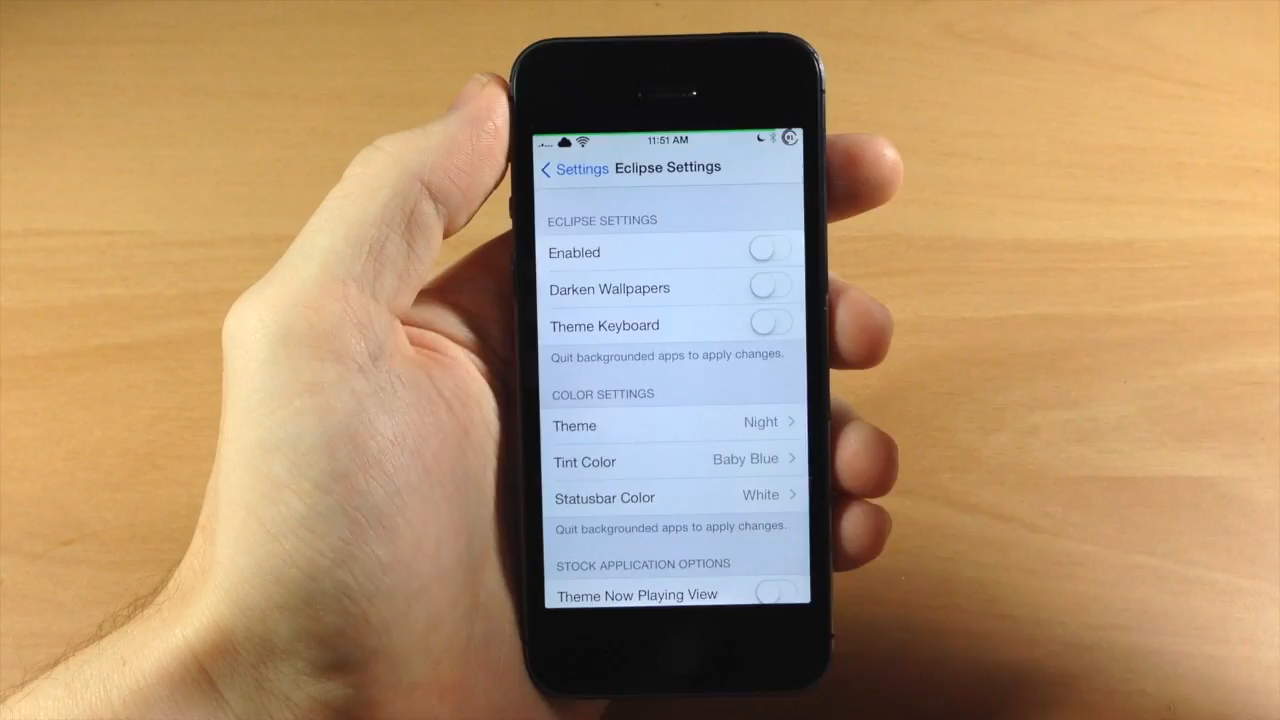 11:51 AM
Settings Eclipse Settings
ECLIPSE SETTINGS
Enabled
Darken Wallpapers
Theme Keyboard
Quit backgrounded apps to apply changes.
COLOR SETTINGS
Theme Night
Tint Color Baby Blue
Statusbar Color White
Quit backgrounded apps to apply changes.
STOCK APPLICATION OPTIONS
Theme Now Playing View